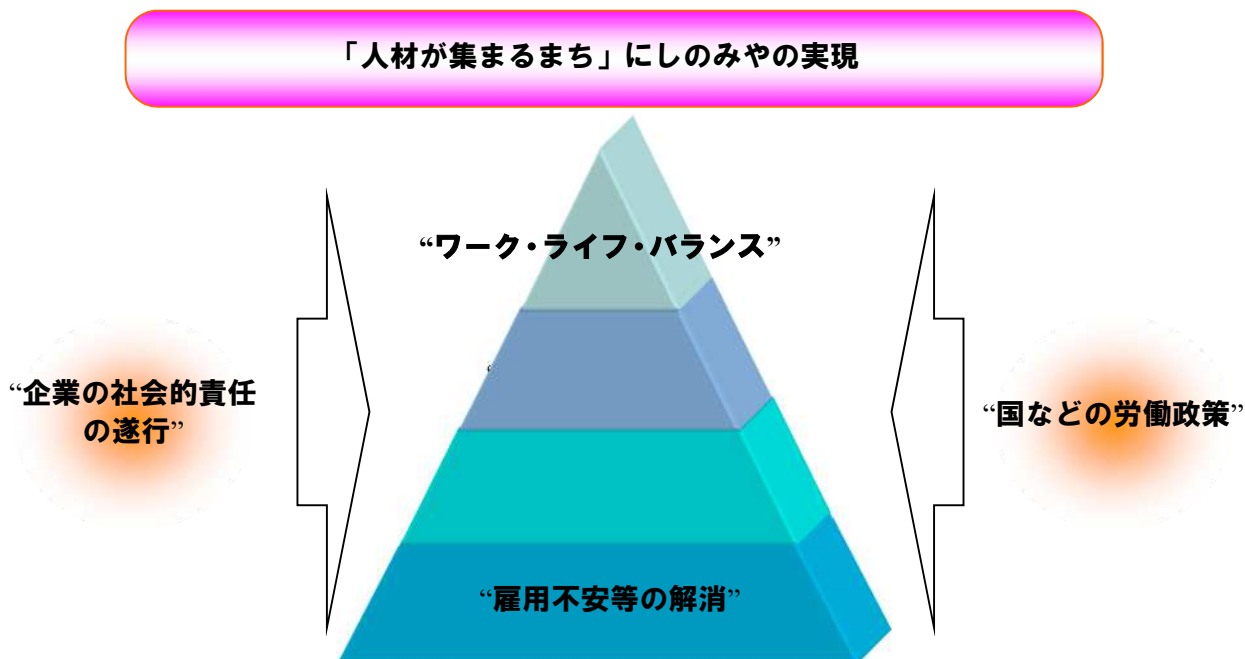 「人材が集まるまち」にしのみやの実現
“ワーク・ライフ・バランス”
“企業の社会的責任
の遂行”
“国などの労働政策”
“
“雇用不安等の解消”